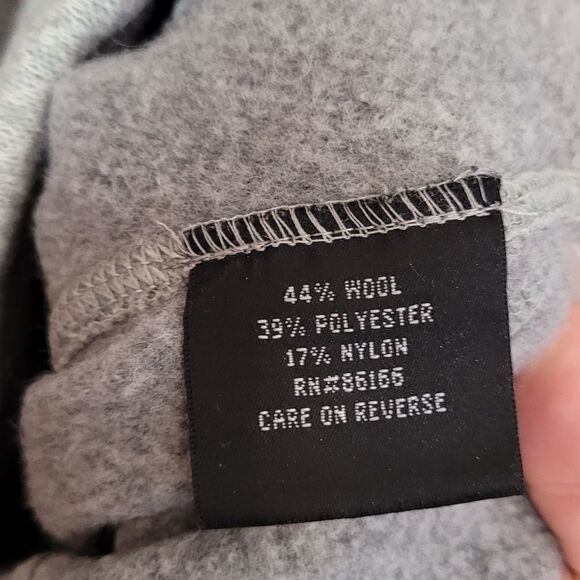 44% WOOL
39% POLYESTER
17% NYLON
RN#86166
CARE ON REVERSE